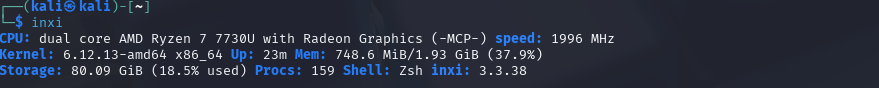 ┌──(kali㉿kali)-[~]
└─$ inxi
CPU: dual core AMD Ryzen 7 7730U with Radeon Graphics (-MCP-) speed: 1996 MHz
Kernel: 6.12.13-amd64 x86_64 Up: 23m Mem: 748.6 MiB/1.93 GiB (37.9%)
Storage: 80.09 GiB (18.5% used) Procs: 159 Shell: Zsh inxi: 3.3.38